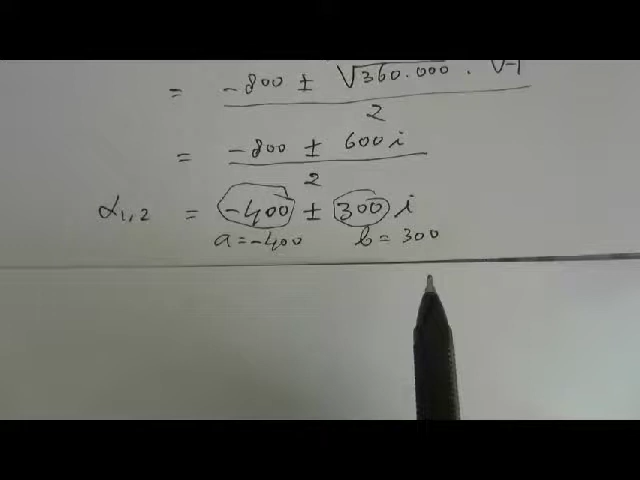 = -800 ± √360.000 . √-1
2
= -800 ± 600i
2
α1,2 = -400 ± 300 i
a=-400 b= 300